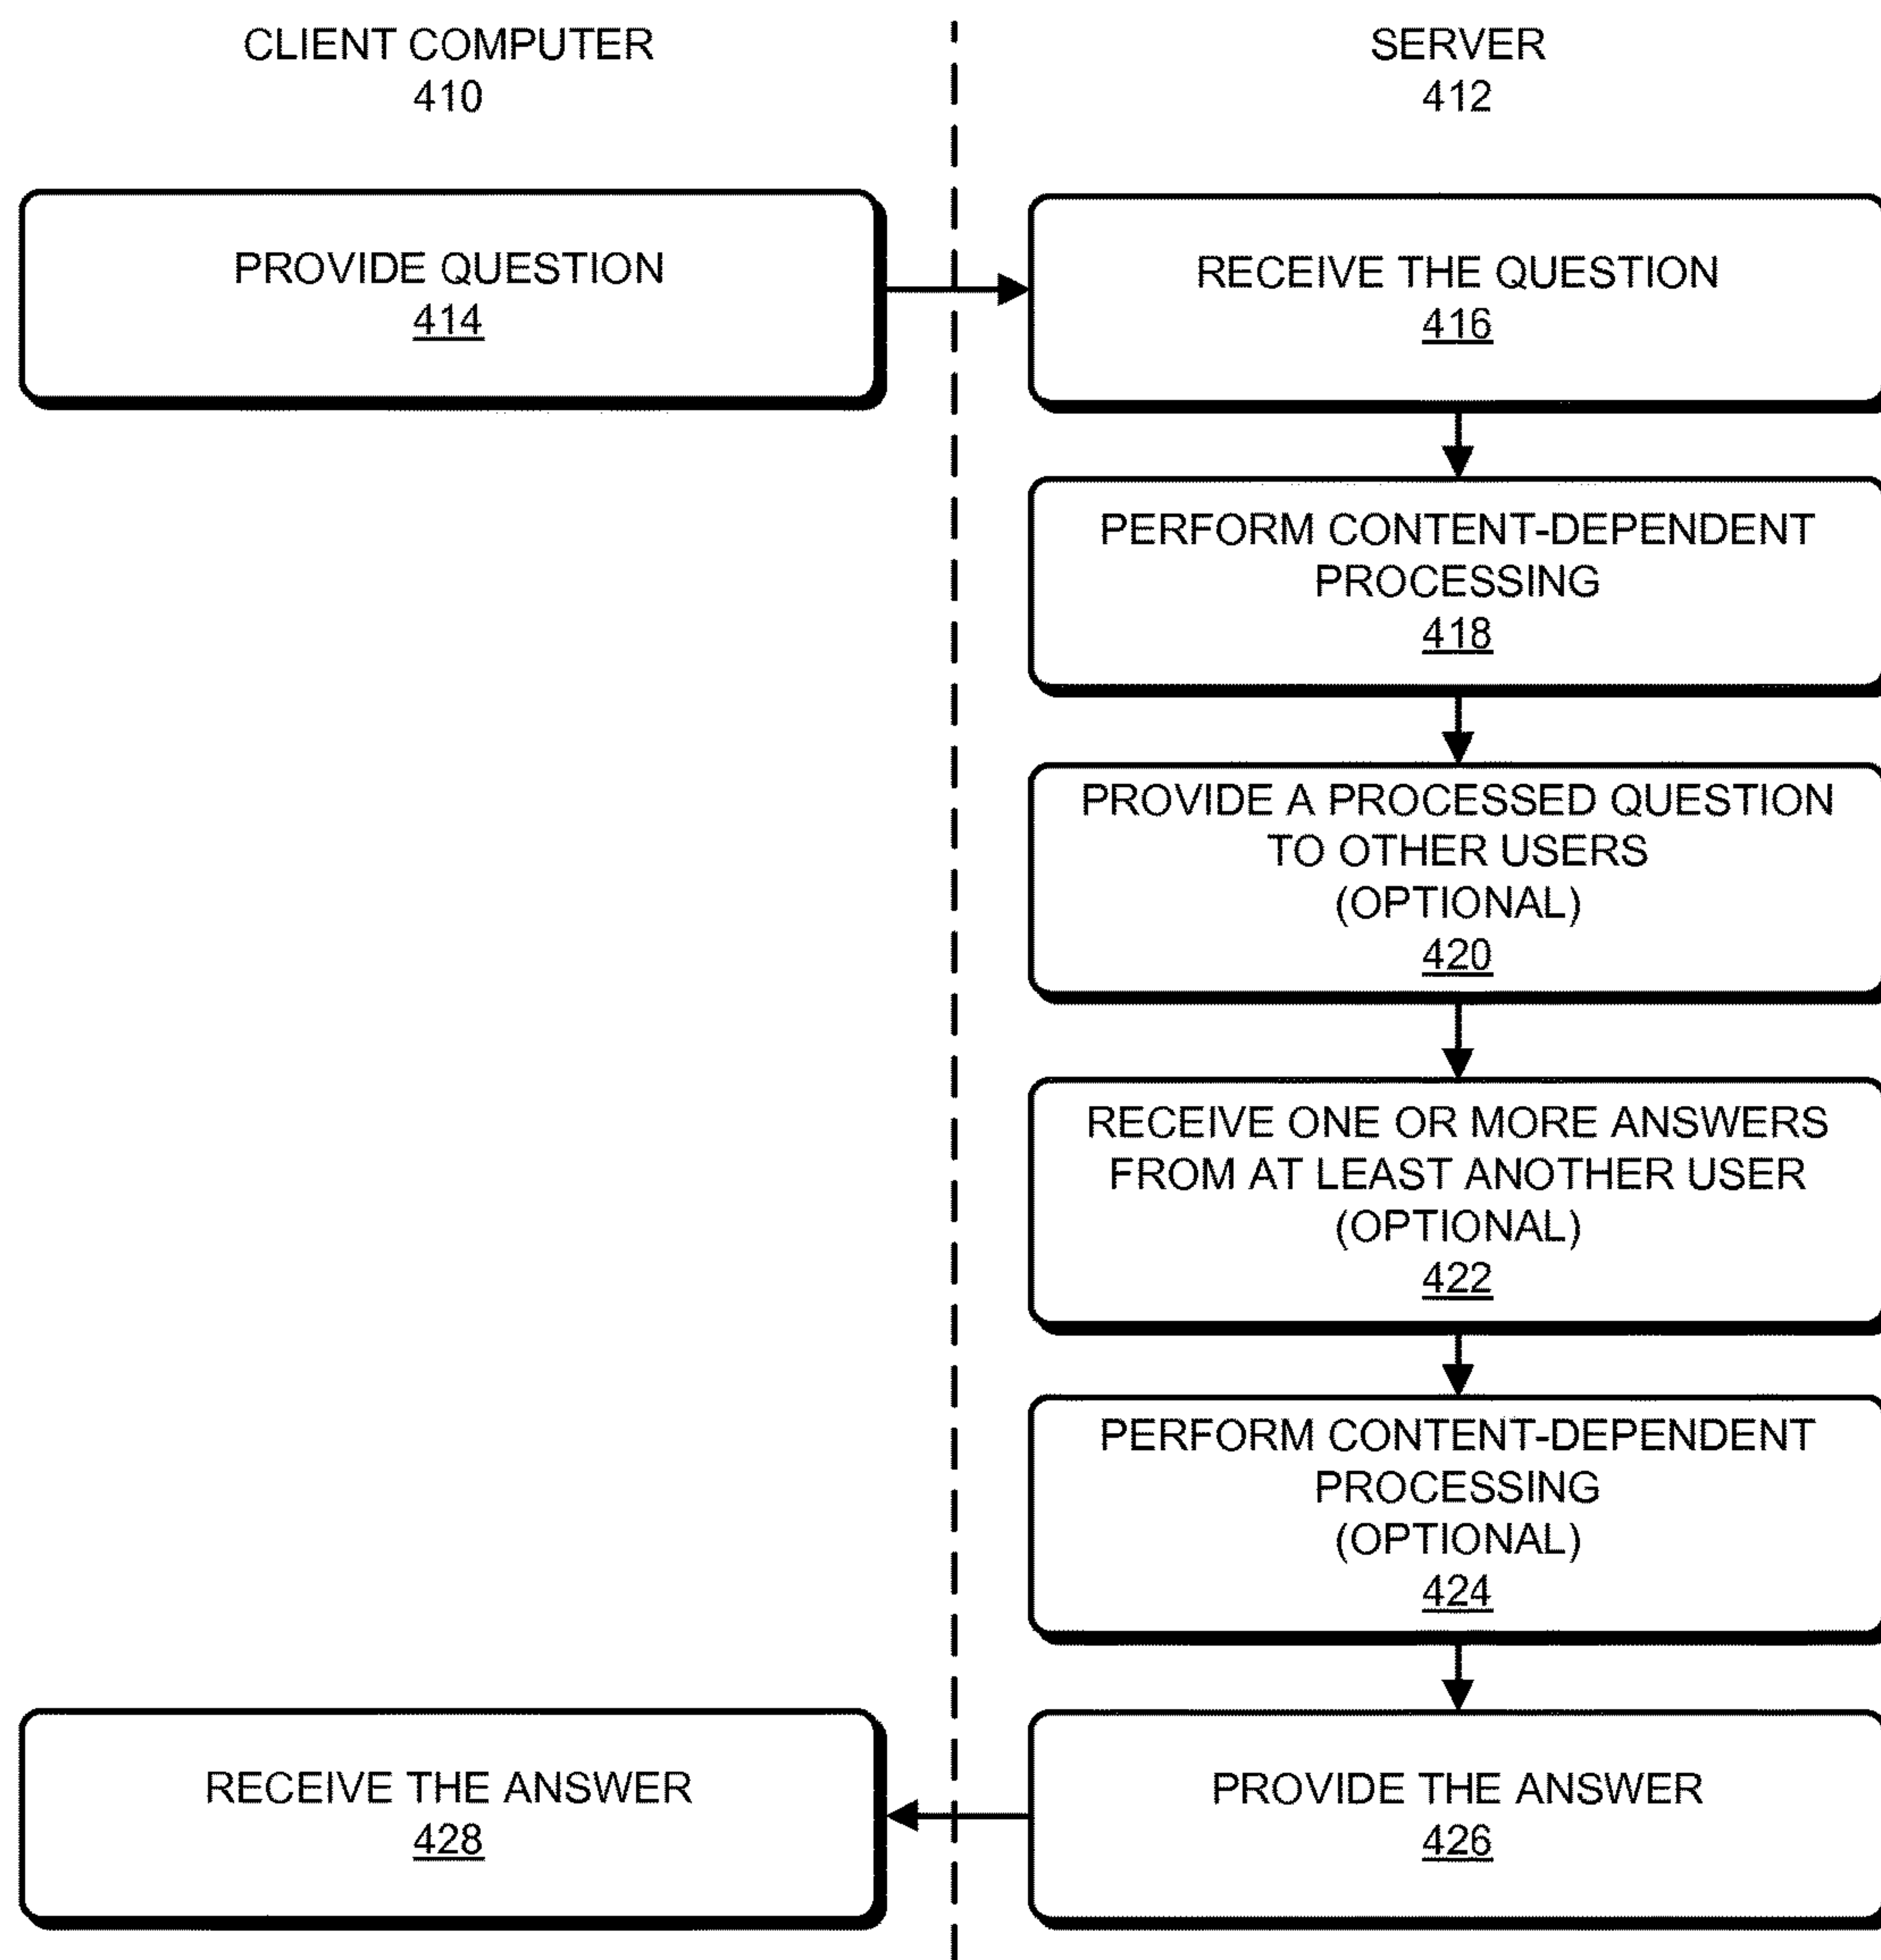 CLIENT COMPUTER
410
SERVER
412
PROVIDE QUESTION
414
RECEIVE THE QUESTION
416
PERFORM CONTENT-DEPENDENT
PROCESSING
418
PROVIDE A PROCESSED QUESTION
TO OTHER USERS
(OPTIONAL)
420
RECEIVE ONE OR MORE ANSWERS
FROM AT LEAST ANOTHER USER
(OPTIONAL)
422
PERFORM CONTENT-DEPENDENT
PROCESSING
(OPTIONAL)
424
PROVIDE THE ANSWER
426
RECEIVE THE ANSWER
428